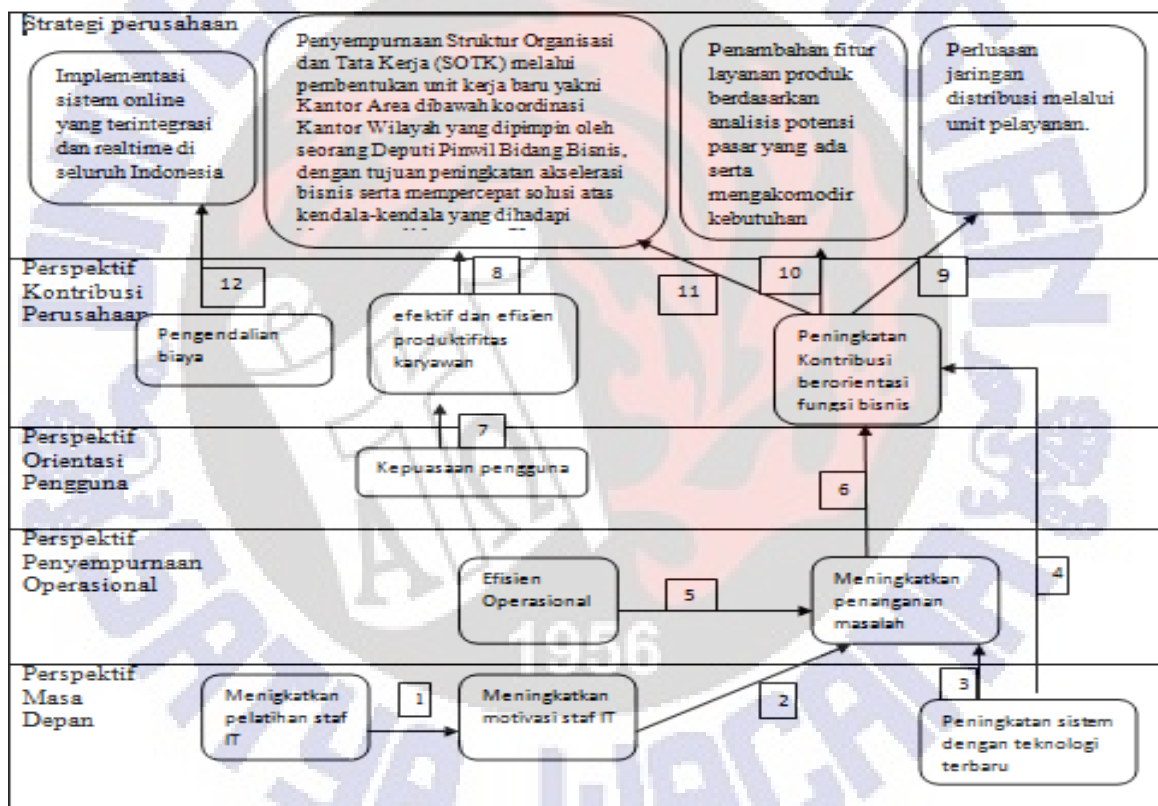 Strategi perusahaan
Implementasi
sistem online
yang terintegrasi
dan realtime di
seluruh Indonesia
Penyempurnaan Struktur Organisasi
dan Tata Kerja (SOTK) melalui
pembentukan unit kerja baru yakni
Kantor Area dibawah koordinasi
Kantor Wilayah yang dipimpin oleh
seorang Deputi Pinwil Bidang Bisnis,
dengan tujuan peningkatan akselerasi
bisnis serta mempercepat solusi atas
kendala-kendala yang dihadapi
Penambahan fitur
layanan produk
berdasarkan
analisis potensi
pasar yang ada
serta
mengakomodir
kebutuhan
Perluasan
jaringan
distribusi melalui
unit pelayanan.
Perspektif
Kontribusi
Perusahaan
12
8
11
10
9
Pengendalian
biaya
efektif dan efisien
produktifitas
karyawan
Peningkatan
Kontribusi
berorientasi
fungsi bisnis
Perspektif
Orientasi
Pengguna
7
Kepuasaan pengguna
6
Perspektif
Penyempurnaan
Operasional
Efisien
Operasional
5
Meningkatkan
penanganan
masalah
4
1956
Perspektif
Masa
Depan
Menigkatkan
pelatihan staf
IT
1
Meningkatkan
motivasi staf IT
2
3
Peningkatan sistem
dengan teknologi
terbaru
SATYA WACANA